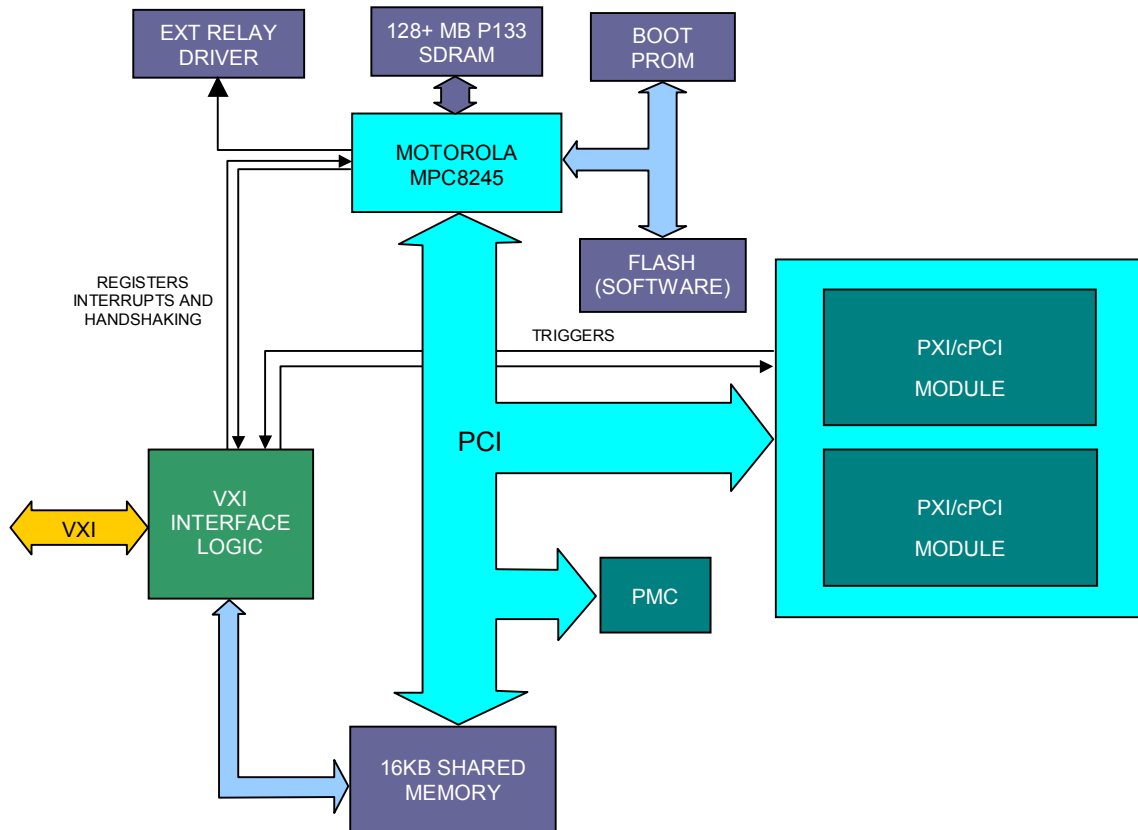 EXT RELAY
DRIVER
128+ MB P133
SDRAM
BOOT
PROM
MOTOROLA
MPC8245
FLASH
(SOFTWARE)
REGISTERS
INTERRUPTS AND
HANDSHAKING
TRIGGERS
PXI/cPCI
MODULE
PCI
VXI
VXI
INTERFACE
LOGIC
PXI/cPCI
MODULE
PMC
16KB SHARED
MEMORY